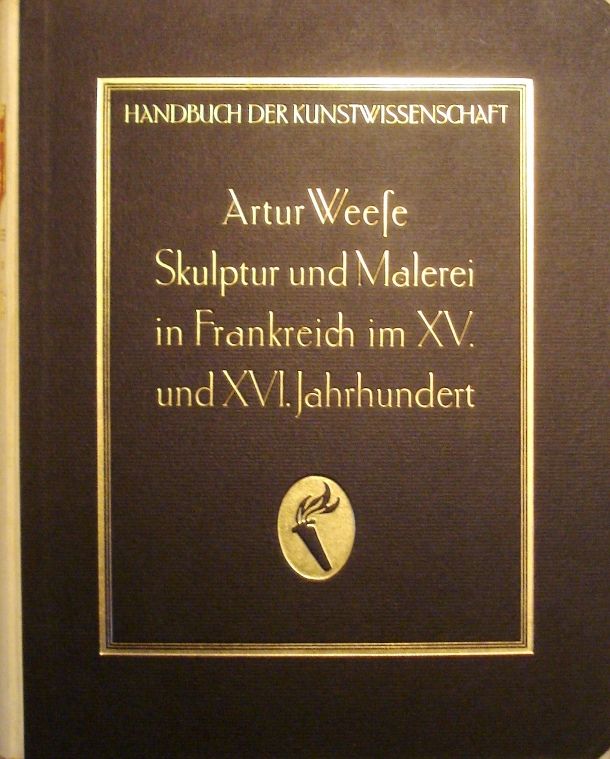 HANDBUCH DER KUNSTWISSENSCHAFT
Artur Weeſe
Skulptur und Malerei
in Frankreich im XV.
und XVI. Jahrhundert